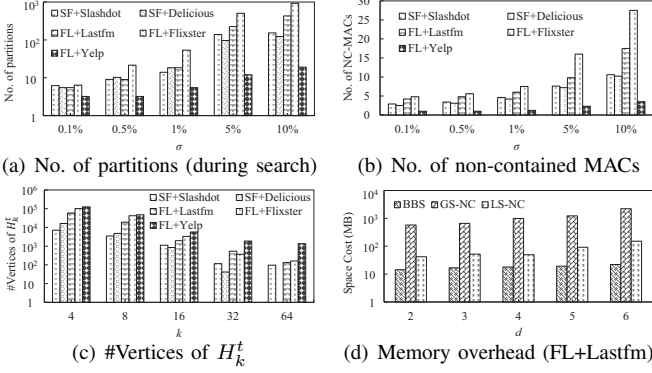 No. of partitions
10³
10²
10
1
SF+Slashdot
SF+Delicious
FL+Lastfm
FL+Flixster
FL+Yelp
0.1%
0.5%
1%
5%
10%
σ
(a) No. of partitions (during search)
No. of NC-MACs
30
25
20
15
10
5
0
SF+Slashdot
SF+Delicious
FL+Lastfm
FL+Flixster
FL+Yelp
0.1%
0.5%
1%
5%
10%
σ
(b) No. of non-contained MACs
#Vertices of H_k^t
10⁵
10⁴
10³
10²
10
1
SF+Slashdot
SF+Delicious
FL+Lastfm
FL+Flixster
FL+Yelp
4
8
16
32
64
k
(c) #Vertices of H_k^t
Space Cost (MB)
10⁴
10³
10²
10
1
BBS
GS-NC
LS-NC
2
3
4
5
6
d
(d) Memory overhead (FL+Lastfm)